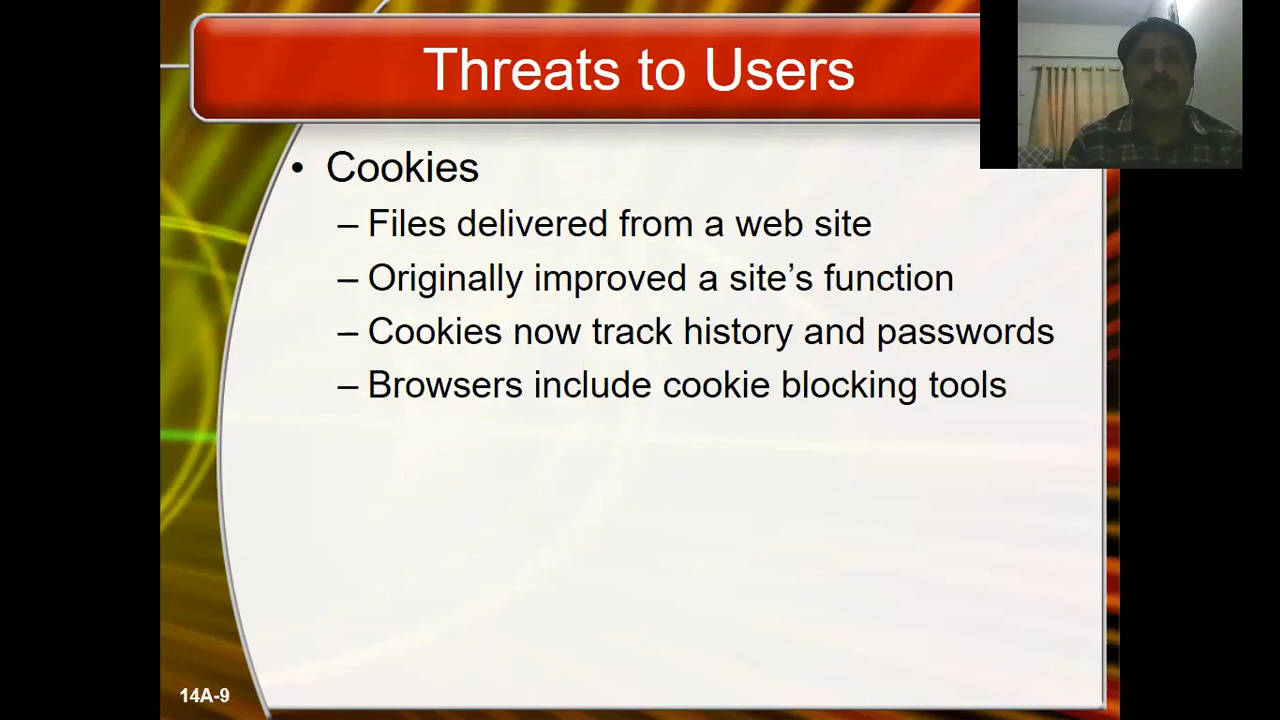 Threats to Users
• Cookies
– Files delivered from a web site
– Originally improved a site’s function
– Cookies now track history and passwords
– Browsers include cookie blocking tools
14A-9